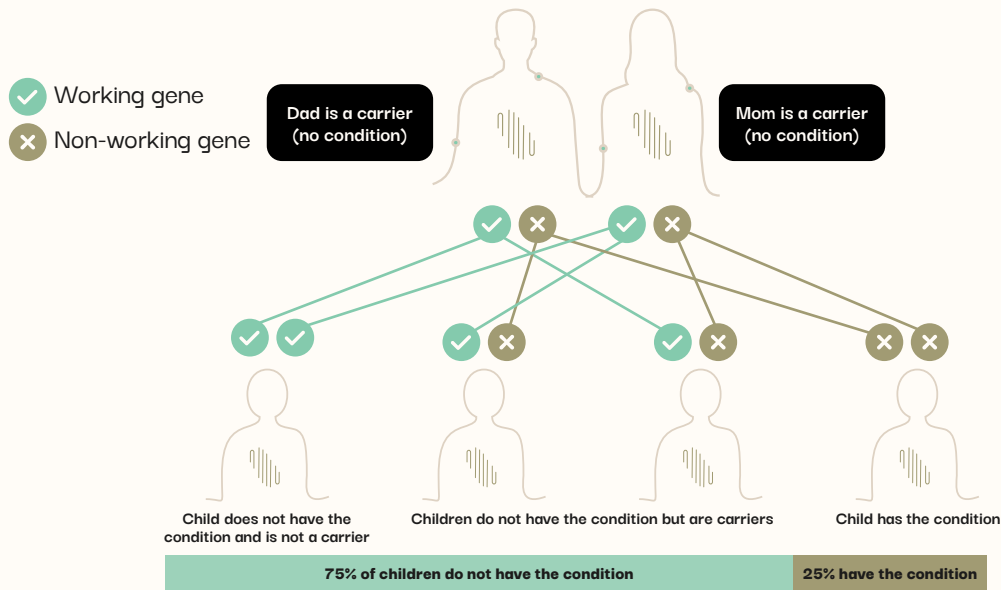 Working gene
Non-working gene
Dad is a carrier
(no condition)
Mom is a carrier
(no condition)
Child does not have the
condition and is not a carrier
Children do not have the condition but are carriers
Child has the condition
75% of children do not have the condition
25% have the condition